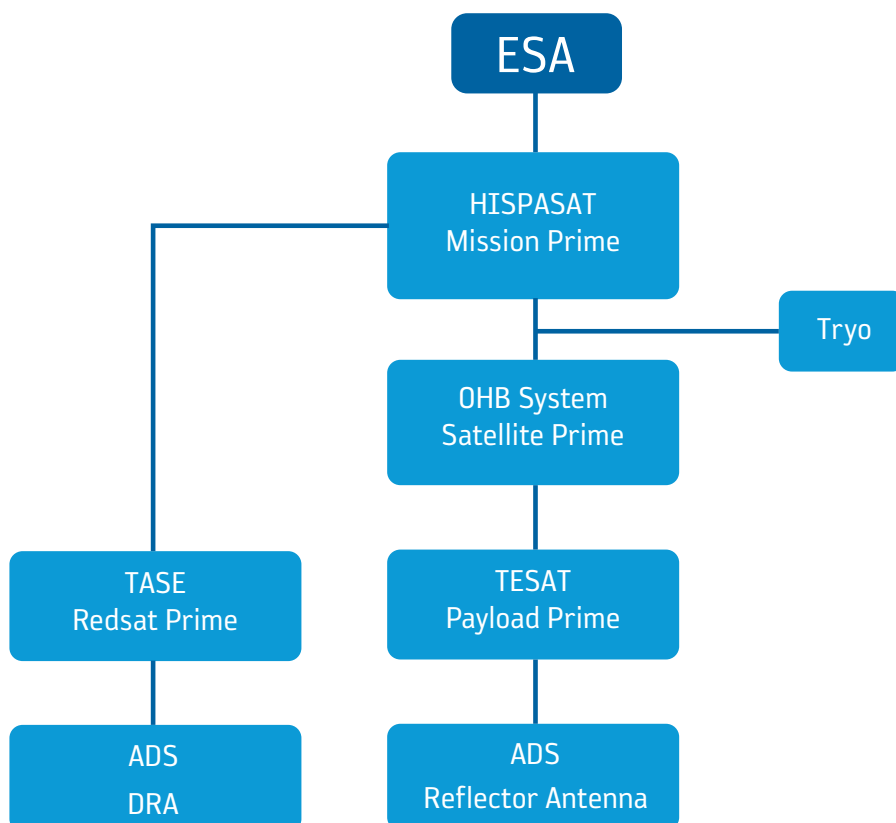 ESA
HISPASAT
Mission Prime
Tryo
OHB System
Satellite Prime
TASE
Redsat Prime
TESAT
Payload Prime
ADS
DRA
ADS
Reflector Antenna